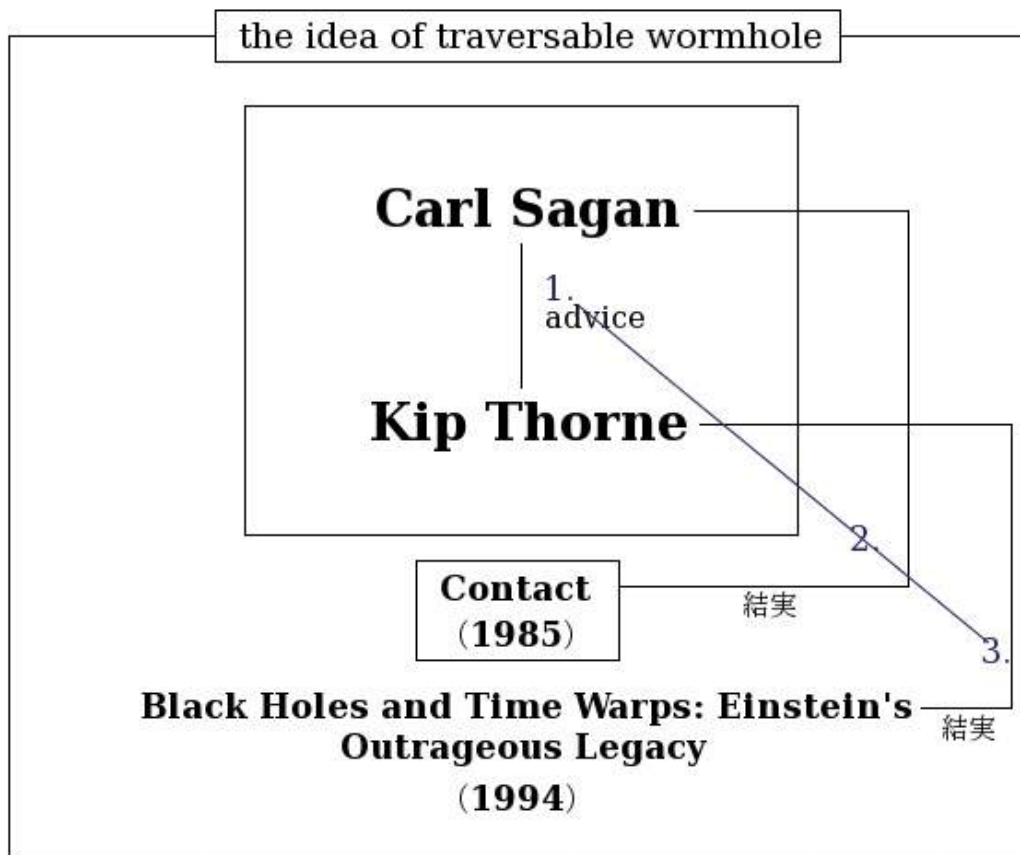 the idea of traversable wormhole
Carl Sagan
1.
advice
Kip Thorne
2.
Contact
（1985）
結実
3.
Black Holes and Time Warps: Einstein's
Outrageous Legacy
（1994）
結実